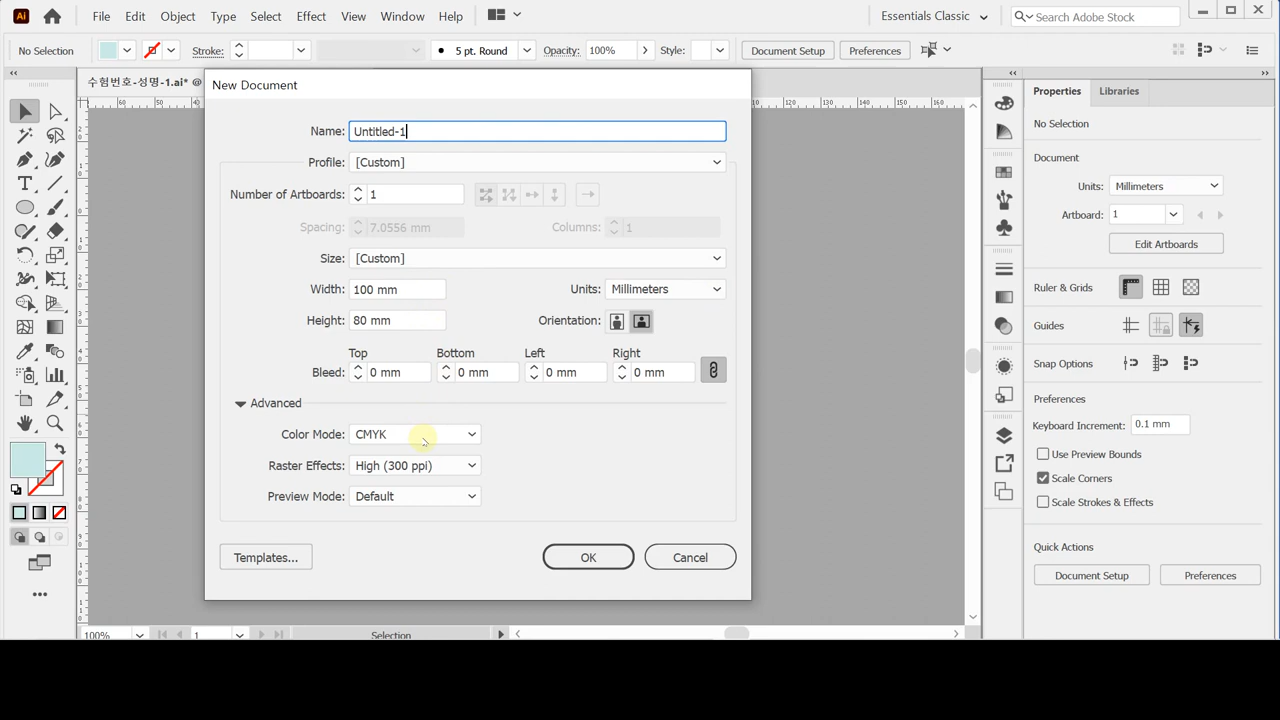 Ai File Edit Object Type Select Effect View Window Help Essentials Classic Search Adobe Stock
No Selection Stroke: 5 pt. Round Opacity: 100% Style: Document Setup Preferences
수험번호-성명-1.ai* @
New Document
Name: Untitled-1
Profile: [Custom]
Number of Artboards: 1
Spacing: 7.0556 mm Columns: 1
Size: [Custom]
Width: 100 mm Units: Millimeters
Height: 80 mm Orientation:
Top Bottom Left Right
Bleed: 0 mm 0 mm 0 mm 0 mm
Advanced
Color Mode: CMYK
Raster Effects: High (300 ppi)
Preview Mode: Default
Templates... OK Cancel
Properties Libraries
No Selection
Document
Units: Millimeters
Artboard: 1
Edit Artboards
Ruler & Grids
Guides
Snap Options
Preferences
Keyboard Increment: 0.1 mm
Use Preview Bounds
Scale Corners
Scale Strokes & Effects
Quick Actions
Document Setup Preferences
100% 1 Selection